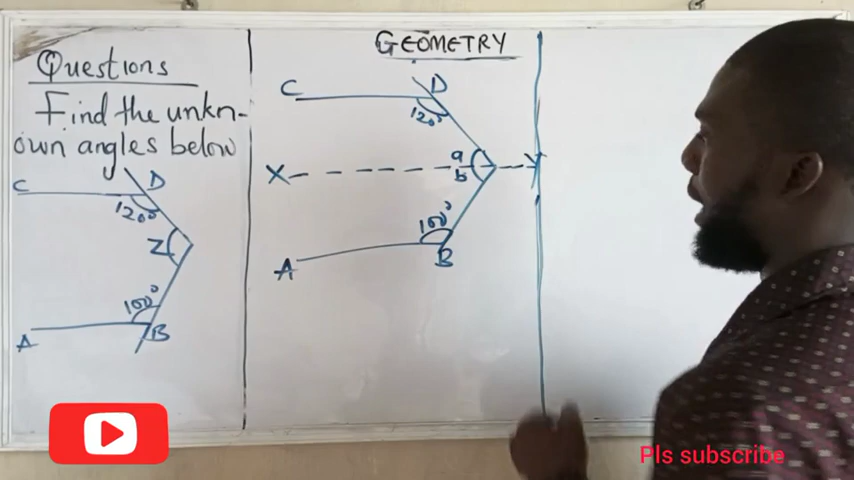 Questions
Find the unkn-
own angles below
C
D
120°
Z
100°
A
B
GEOMETRY
C
D
120°
X
a
b
Y
100°
A
B
Pls subscribe